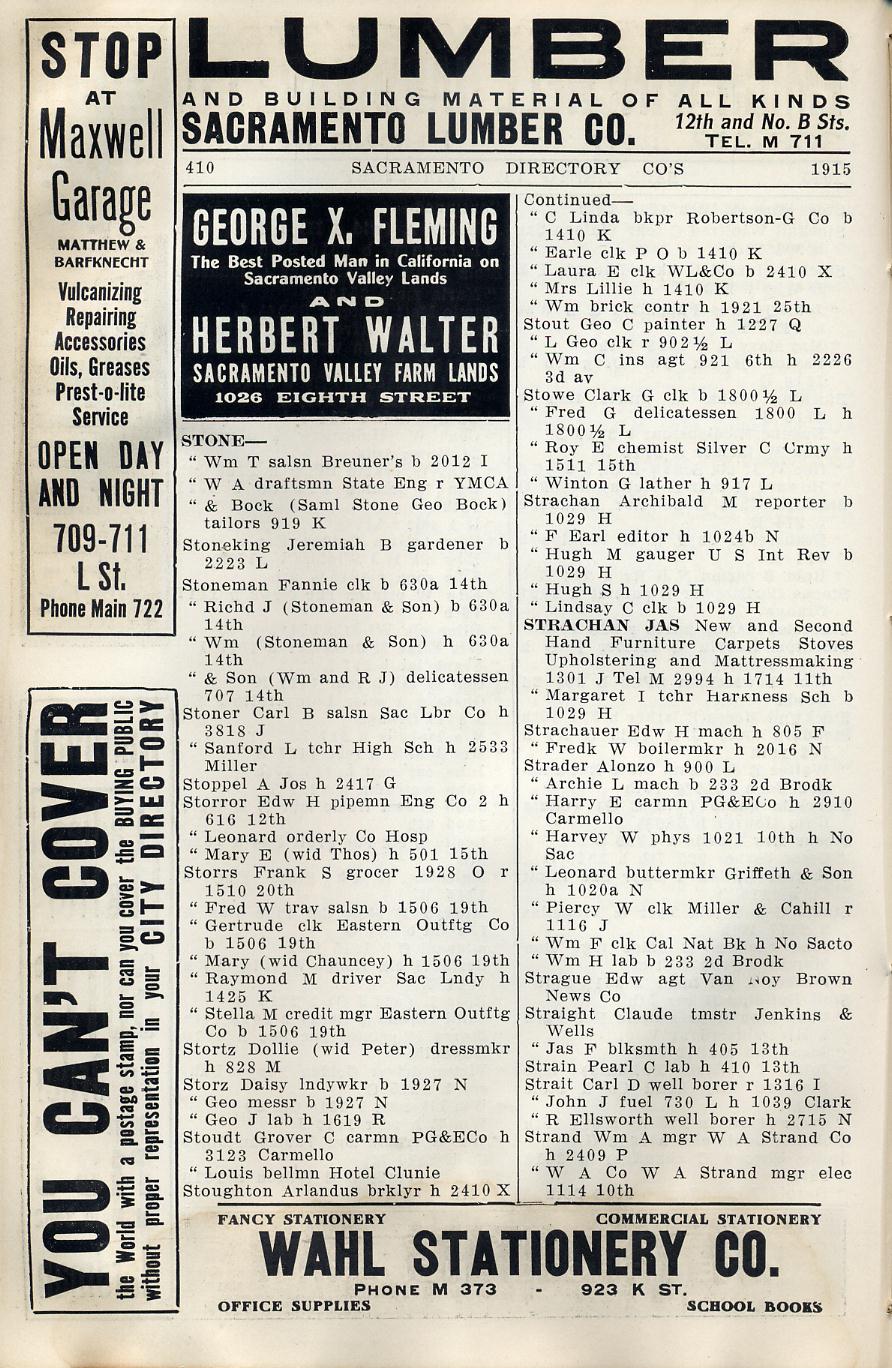 LUMBER
AND BUILDING MATERIAL OF ALL KINDS
SACRAMENTO LUMBER CO. 12th and No. B Sts.
TEL. M 711
STOP
AT
Maxwell
Garage
MATTHEW &
BARFKNECHT
Vulcanizing
Repairing
Accessories
Oils, Greases
Prest-o-lite
Service
OPEN DAY
AND NIGHT
709-711
L St.
Phone Main 722
YOU CAN'T COVER
the World with a postage stamp, nor can you cover the BUYING PUBLIC
without proper representation in your CITY DIRECTORY
410 SACRAMENTO DIRECTORY CO'S 1915
GEORGE X. FLEMING
The Best Posted Man in California on
Sacramento Valley Lands
AND
HERBERT WALTER
SACRAMENTO VALLEY FARM LANDS
1026 EIGHTH STREET
STONE—
“ Wm T salsn Breuner's b 2012 I
“ W A draftsmn State Eng r YMCA
“ & Bock (Saml Stone Geo Bock)
tailors 919 K
Stoneking Jeremiah B gardener b
2223 L
Stoneman Fannie clk b 630a 14th
“ Richd J (Stoneman & Son) b 630a
14th
“ Wm (Stoneman & Son) h 630a
14th
“ & Son (Wm and R J) delicatessen
707 14th
Stoner Carl B salsn Sac Lbr Co h
3818 J
“ Sanford L tchr High Sch h 2533
Miller
Stoppel A Jos h 2417 G
Storror Edw H pipemn Eng Co 2 h
616 12th
“ Leonard orderly Co Hosp
“ Mary E (wid Thos) h 501 15th
Storrs Frank S grocer 1928 O r
1510 20th
“ Fred W trav salsn b 1506 19th
“ Gertrude clk Eastern Outftg Co
b 1506 19th
“ Mary (wid Chauncey) h 1506 19th
“ Raymond M driver Sac Lndy h
1425 K
“ Stella M credit mgr Eastern Outftg
Co b 1506 19th
Stortz Dollie (wid Peter) dressmkr
h 828 M
Storz Daisy lndywkr b 1927 N
“ Geo messr b 1927 N
“ Geo J lab h 1619 R
Stoudt Grover C carmn PG&ECo h
3123 Carmello
“ Louis bellmn Hotel Clunie
Stoughton Arlandus brklyr h 2410 X
Continued—
“ C Linda bkpr Robertson-G Co b
1410 K
“ Earle clk P O b 1410 K
“ Laura E clk WL&Co b 2410 X
“ Mrs Lillie h 1410 K
“ Wm brick contr h 1921 25th
Stout Geo C painter h 1227 Q
“ L Geo clk r 902½ L
“ Wm C ins agt 921 6th h 2226
3d av
Stowe Clark G clk b 1800½ L
“ Fred G delicatessen 1800 L h
1800½ L
“ Roy E chemist Silver C Crmy h
1511 15th
“ Winton G lather h 917 L
Strachan Archibald M reporter b
1029 H
“ F Earl editor h 1024b N
“ Hugh M gauger U S Int Rev b
1029 H
“ Hugh S h 1029 H
“ Lindsay C clk b 1029 H
STRACHAN JAS New and Second
Hand Furniture Carpets Stoves
Upholstering and Mattressmaking
1301 J Tel M 2994 h 1714 11th
“ Margaret I tchr Harkness Sch b
1029 H
Strachauer Edw H mach h 805 F
“ Fredk W boilermkr h 2016 N
Strader Alonzo h 900 L
“ Archie L mach b 233 2d Brodk
“ Harry E carmn PG&ECo h 2910
Carmello
“ Harvey W phys 1021 10th h No
Sac
“ Leonard buttermkr Griffeth & Son
h 1020a N
“ Piercy W clk Miller & Cahill r
1116 J
“ Wm F clk Cal Nat Bk h No Sacto
“ Wm H lab b 233 2d Brodk
Strague Edw agt Van Brown
News Co
Straight Claude tmstr Jenkins &
Wells
“ Jas F blksmth h 405 13th
Strain Pearl C lab h 410 13th
Strait Carl D well borer r 1316 I
“ John J fuel 730 L h 1039 Clark
“ R Ellsworth well borer h 2715 N
Strand Wm A mgr W A Strand Co
h 2409 P
“ W A Co W A Strand mgr elec
1114 10th
FANCY STATIONERY COMMERCIAL STATIONERY
WAHL STATIONERY CO.
PHONE M 373 - 923 K ST.
OFFICE SUPPLIES SCHOOL BOOKS